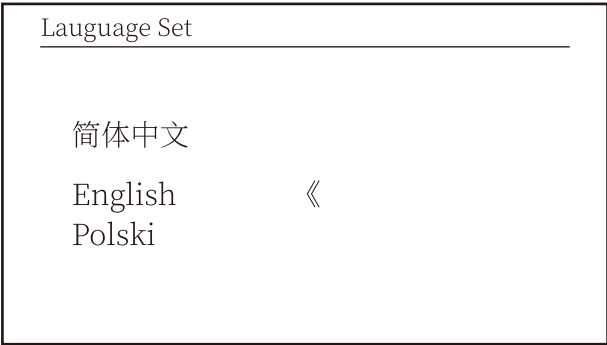 Lauguage Set
简体中文
English 《
Polski